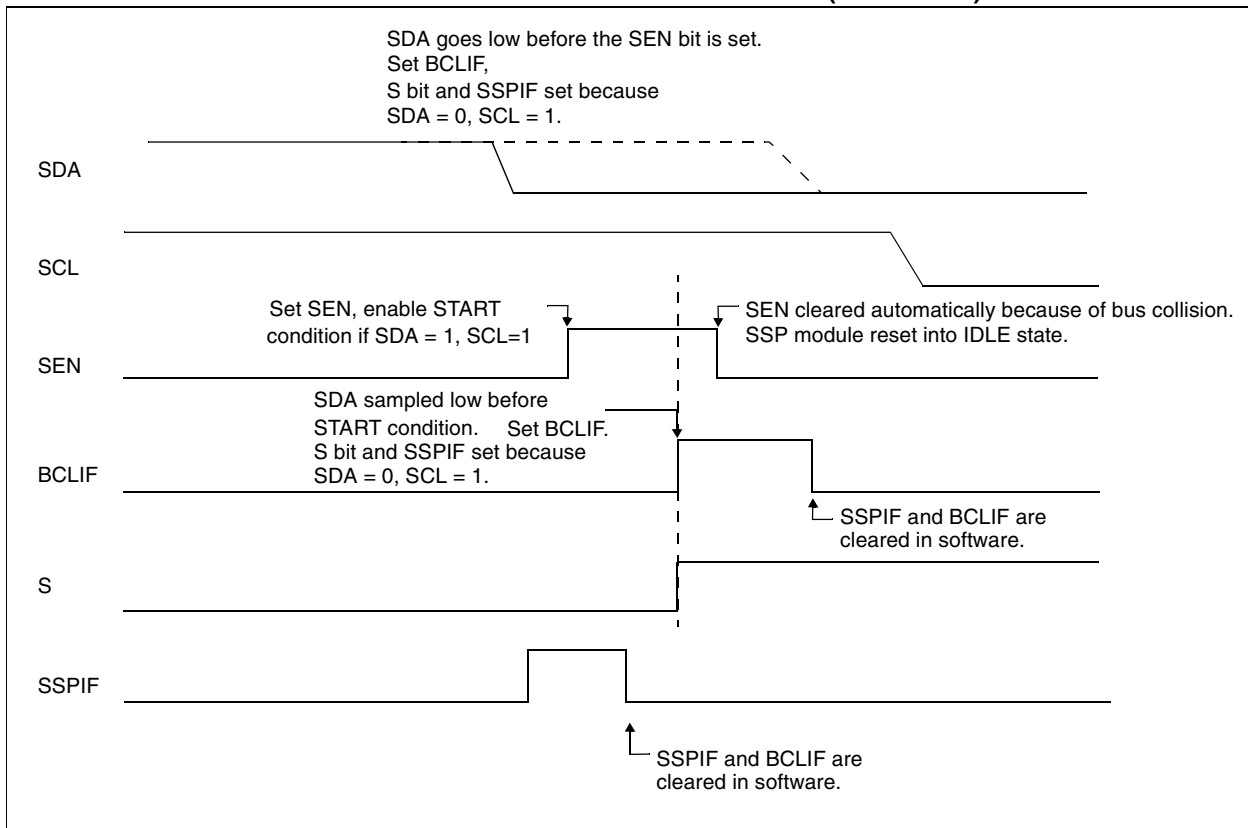 SDA goes low before the SEN bit is set.
Set BCLIF,
S bit and SSPIF set because
SDA = 0, SCL = 1.
SDA
SCL
Set SEN, enable START
condition if SDA = 1, SCL=1
SEN cleared automatically because of bus collision.
SSP module reset into IDLE state.
SEN
SDA sampled low before
START condition. Set BCLIF.
S bit and SSPIF set because
SDA = 0, SCL = 1.
BCLIF
SSPIF and BCLIF are
cleared in software.
S
SSPIF
SSPIF and BCLIF are
cleared in software.